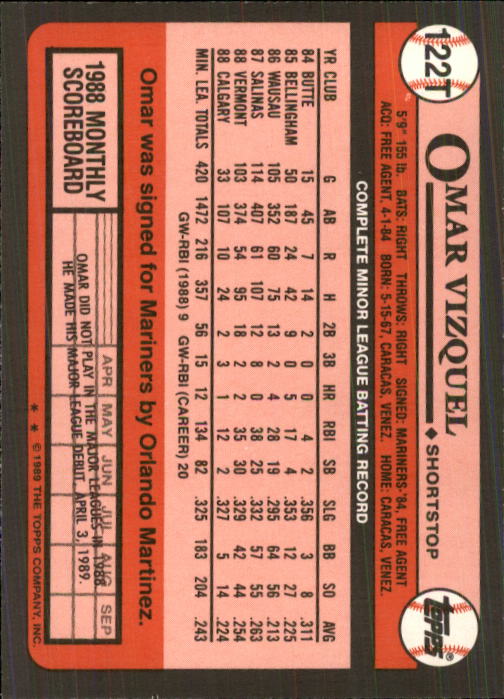 122T
OMAR VIZQUEL ◆ SHORTSTOP
Topps®
5'9" 155 lb. BATS: RIGHT THROWS: RIGHT SIGNED: MARINERS-'84, FREE AGENT
ACQ: FREE AGENT, 4-1-84 BORN: 5-15-67, CARACAS, VENEZ. HOME: CARACAS, VENEZ.
COMPLETE MINOR LEAGUE BATTING RECORD
YR CLUB G AB R H 2B 3B HR RBI SB SLG BB SO AVG
84 BUTTE 15 45 7 14 2 0 0 4 2 .356 3 8 .311
85 BELLINGHAM 50 187 24 42 9 0 5 17 4 .353 12 27 .225
86 WAUSAU 105 352 60 75 13 2 4 28 19 .295 64 56 .213
87 SALINAS 114 407 61 107 12 8 0 38 25 .332 57 55 .263
88 VERMONT 103 374 54 95 18 2 2 35 30 .329 42 44 .254
88 CALGARY 33 107 10 24 2 3 1 12 2 .327 5 14 .224
MIN. LEA. TOTALS 420 1472 216 357 56 15 12 134 82 .325 183 204 .243
GW-RBI (1988) 9 GW-RBI (CAREER) 20
Omar was signed for Mariners by Orlando Martinez.
1988 MONTHLY
SCOREBOARD
APR MAY JUN JUL AUG SEP
OMAR DID NOT PLAY IN THE MAJOR LEAGUES IN 1988.
HE MADE HIS MAJOR LEAGUE DEBUT, APRIL 3, 1989.
* * © 1989 THE TOPPS COMPANY, INC.